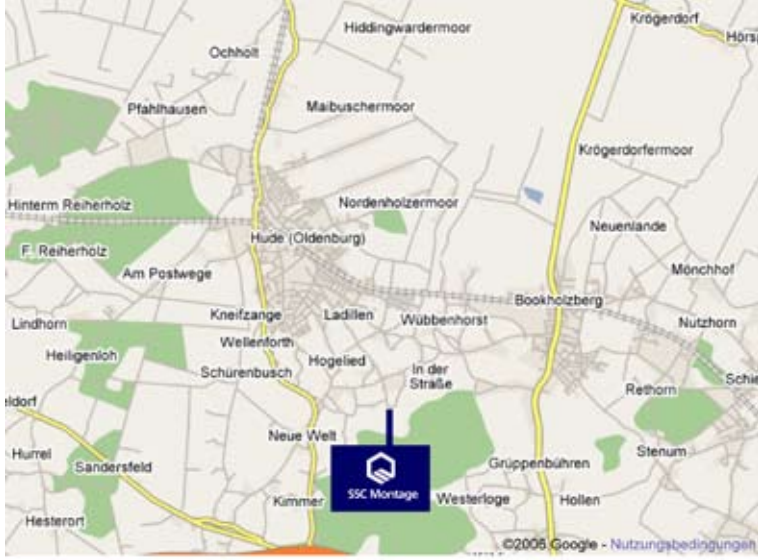 Krögerdorf
Hiddingwardermoor
Ochholt
Pfahlhausen
Maibuschermoor
Krögerdorfermoor
Hinterm Reiherholz
Nordenholzermoor
Neuenlande
Hude (Oldenburg)
F. Reiherholz
Am Postwege
Mönchhof
Bookholzberg
Kneifzange
Ladillen
Wübbenhorst
Lindhorn
Nutzhorn
Wellenforth
Heiligenloh
Hogelied
Schürenbusch
In der
Straße
Schie
Rethorn
eldorf
Neue Welt
Hurrel
Stenum
Sandersfeld
Grüppenbühren
SSC Montage
Kimmer
Westerloge
Hollen
Hesterort
©2006 Google - Nutzungsbedingungen